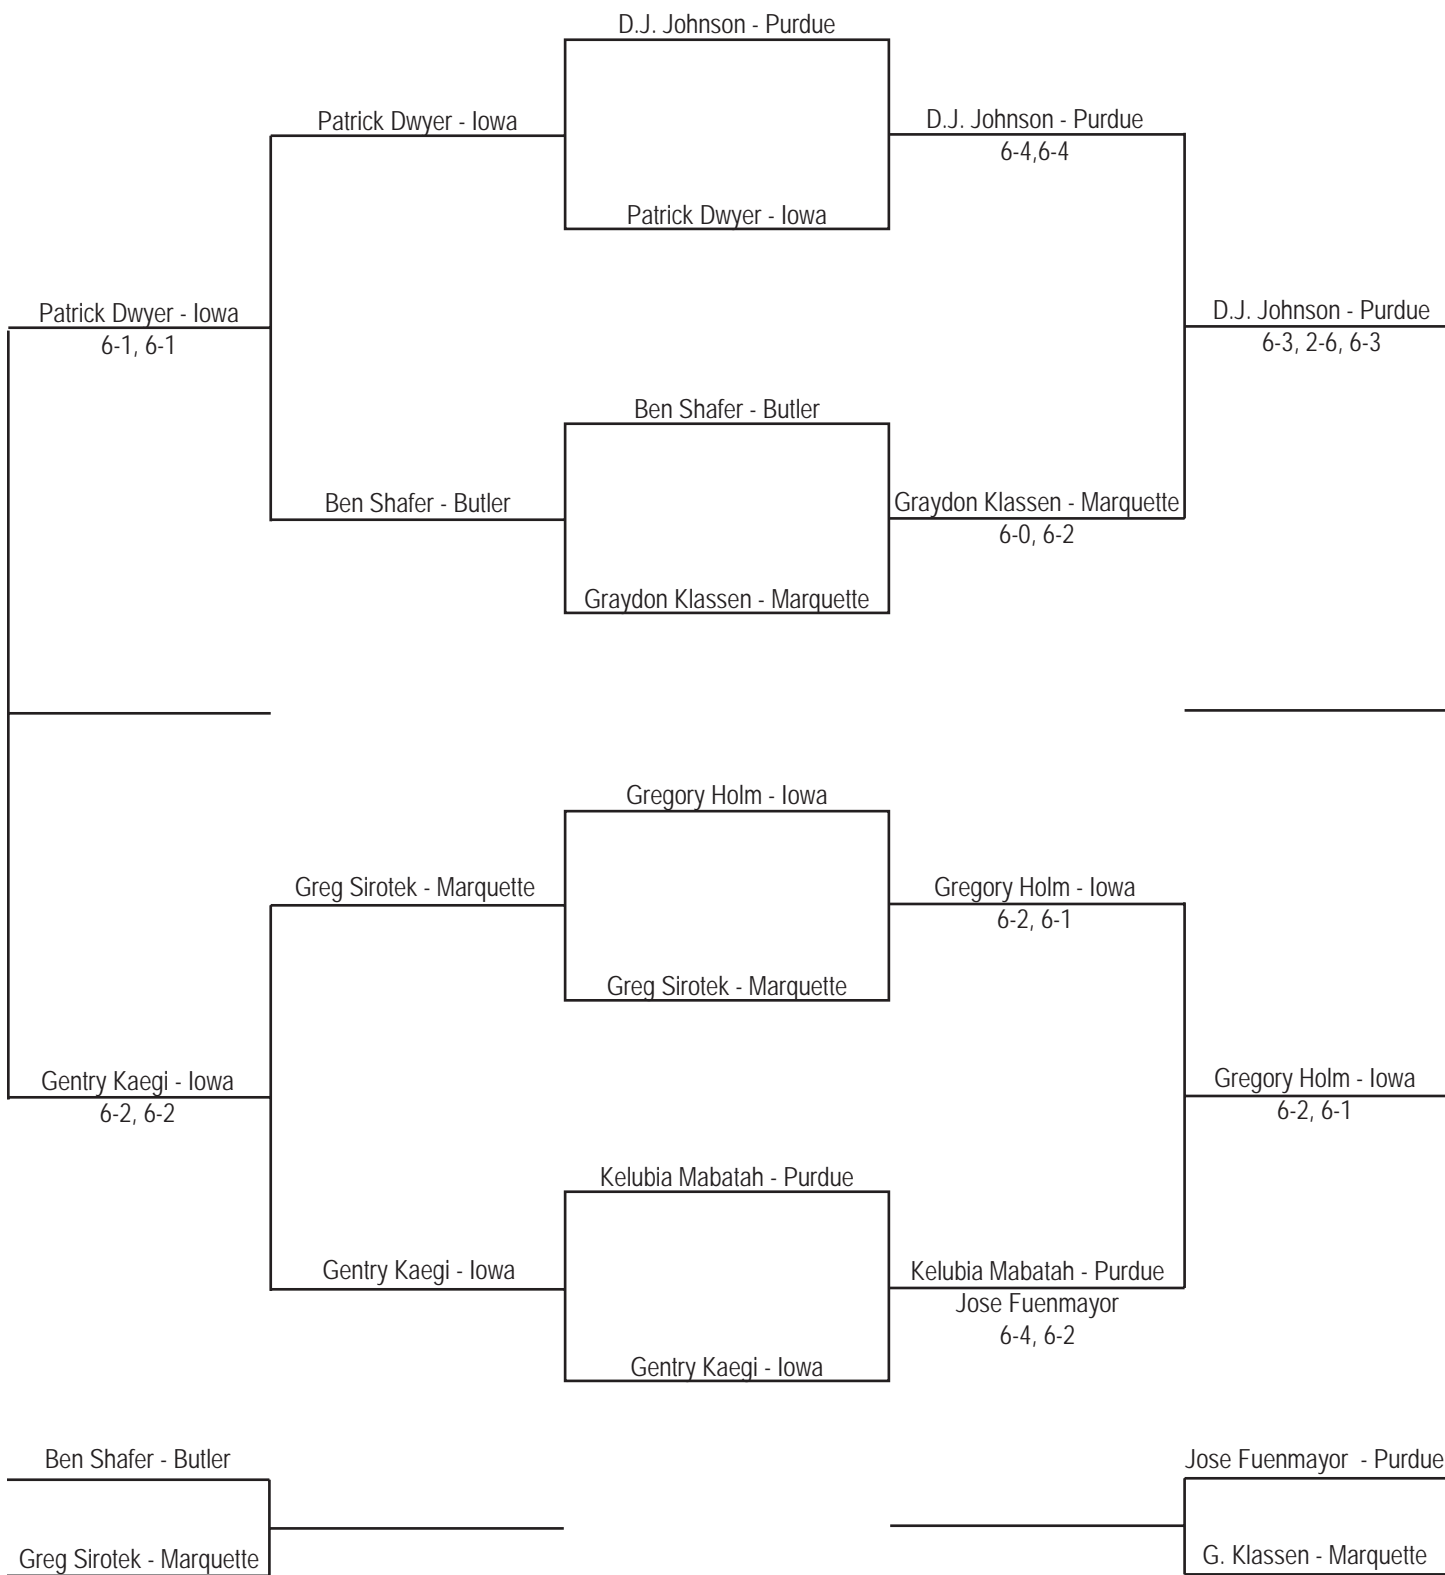 D.J. Johnson - Purdue
Patrick Dwyer - Iowa
D.J. Johnson - Purdue
6-4,6-4
Patrick Dwyer - Iowa
Patrick Dwyer - Iowa
6-1, 6-1
D.J. Johnson - Purdue
6-3, 2-6, 6-3
Ben Shafer - Butler
Ben Shafer - Butler
Graydon Klassen - Marquette
6-0, 6-2
Graydon Klassen - Marquette
Gregory Holm - Iowa
Greg Sirotek - Marquette
Gregory Holm - Iowa
6-2, 6-1
Greg Sirotek - Marquette
Gentry Kaegi - Iowa
6-2, 6-2
Gregory Holm - Iowa
6-2, 6-1
Kelubia Mabatah - Purdue
Gentry Kaegi - Iowa
Kelubia Mabatah - Purdue
Jose Fuenmayor
6-4, 6-2
Gentry Kaegi - Iowa
Ben Shafer - Butler
Greg Sirotek - Marquette
Jose Fuenmayor - Purdue
G. Klassen - Marquette